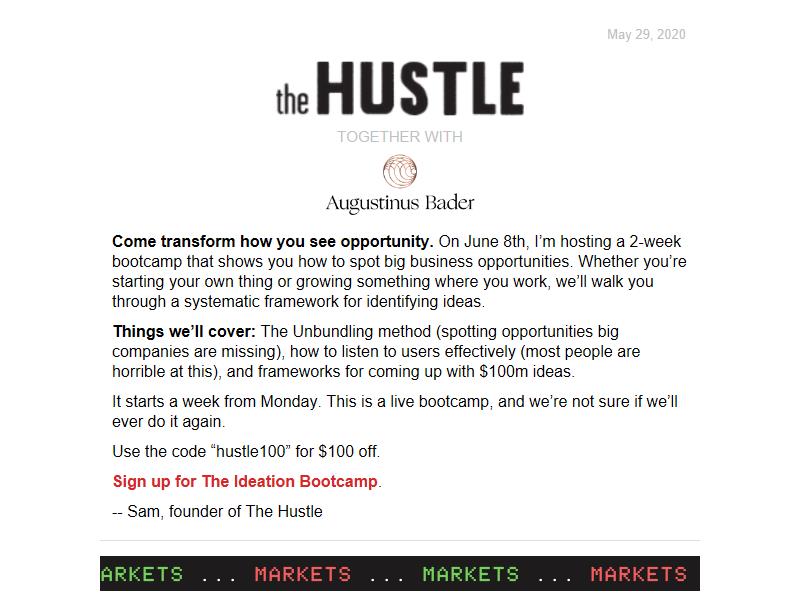 May 29, 2020
the HUSTLE
TOGETHER WITH
Augustinus Bader
Come transform how you see opportunity. On June 8th, I’m hosting a 2-week
bootcamp that shows you how to spot big business opportunities. Whether you’re
starting your own thing or growing something where you work, we’ll walk you
through a systematic framework for identifying ideas.
Things we’ll cover: The Unbundling method (spotting opportunities big
companies are missing), how to listen to users effectively (most people are
horrible at this), and frameworks for coming up with $100m ideas.
It starts a week from Monday. This is a live bootcamp, and we’re not sure if we’ll
ever do it again.
Use the code “hustle100” for $100 off.
Sign up for The Ideation Bootcamp.
-- Sam, founder of The Hustle
ARKETS ... MARKETS ... MARKETS ... MARKETS